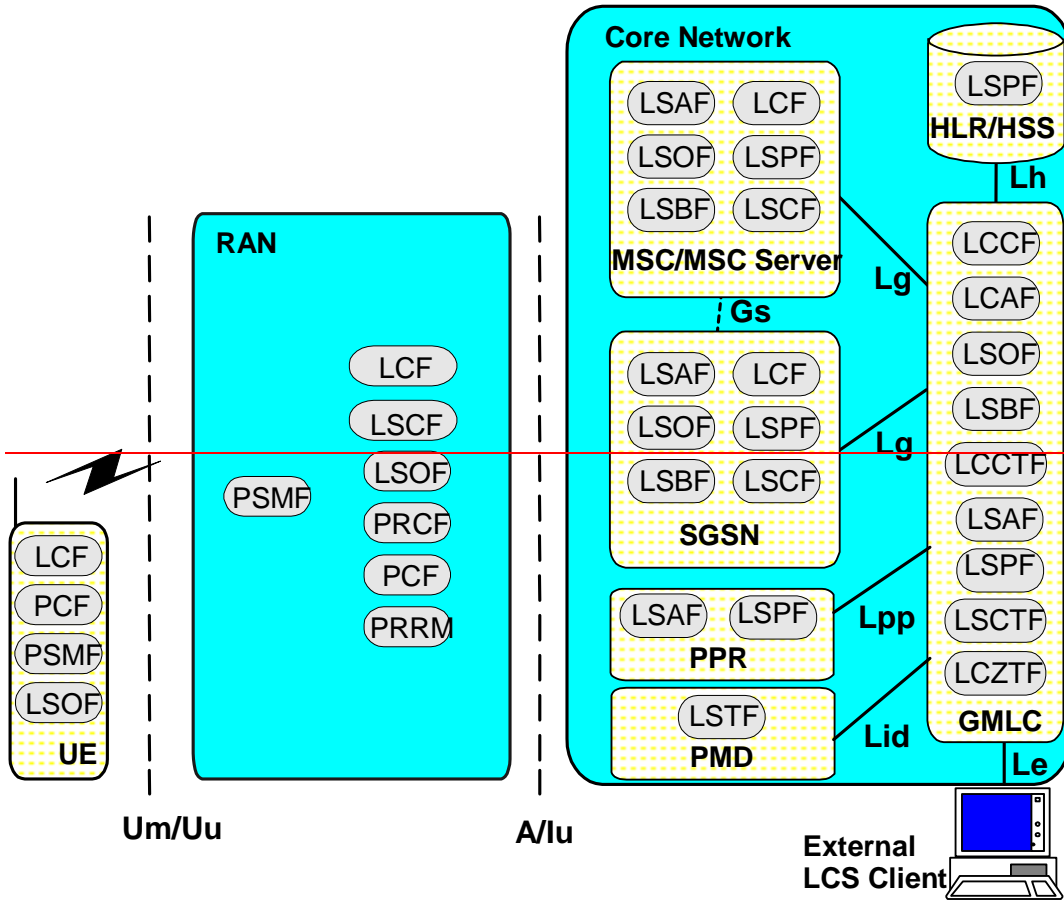 Core Network
LSAF LCF
LSOF LSPF
LSBF LSCF
MSC/MSC Server
LSPF
HLR/HSS
Lh
Lg
Gs
RAN
LCF
LSCF
LSOF
PSMF
PRCF
PCF
PRRM
LSAF LCF
LSOF LSPF
LSBF LSCF
SGSN
Lg
LCCF
LCAF
LSOF
LSBF
LCCTF
LSAF
LSPF
LSCTF
LCZTF
GMLC
LCF
PCF
PSMF
LSOF
UE
LSAF LSPF
PPR
Lpp
LSTF
PMD
Lid
Le
Um/Uu
A/Iu
External
LCS Client